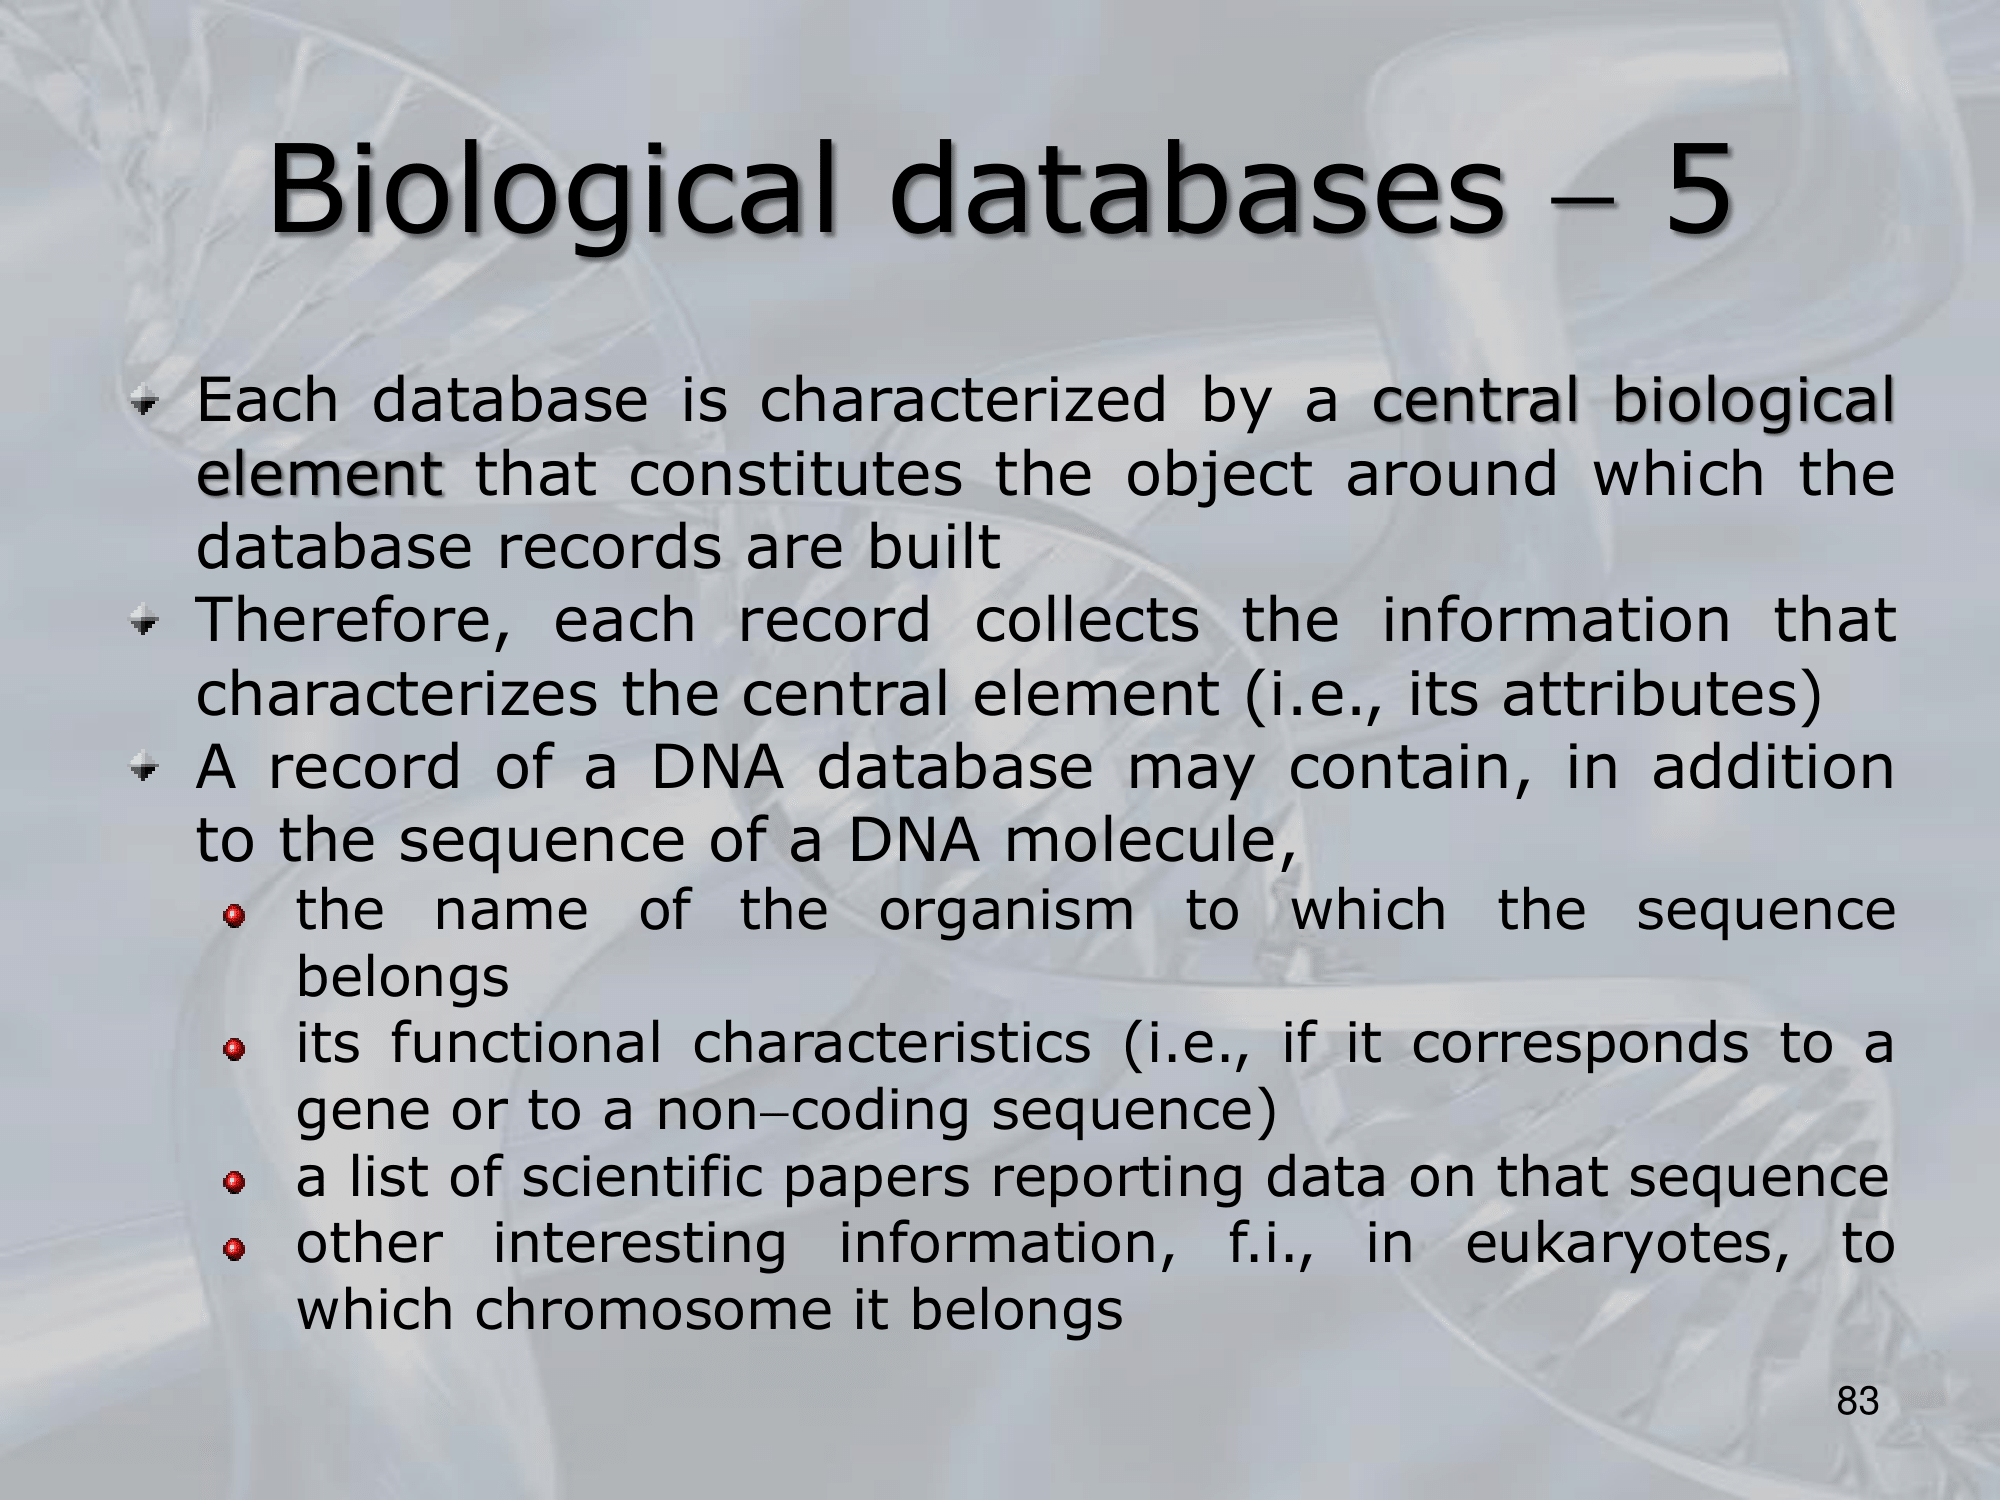 Biological databases – 5
Each database is characterized by a central biological
element that constitutes the object around which the
database records are built
Therefore, each record collects the information that
characterizes the central element (i.e., its attributes)
A record of a DNA database may contain, in addition
to the sequence of a DNA molecule,
the name of the organism to which the sequence
belongs
its functional characteristics (i.e., if it corresponds to a
gene or to a non–coding sequence)
a list of scientific papers reporting data on that sequence
other interesting information, f.i., in eukaryotes, to
which chromosome it belongs
83